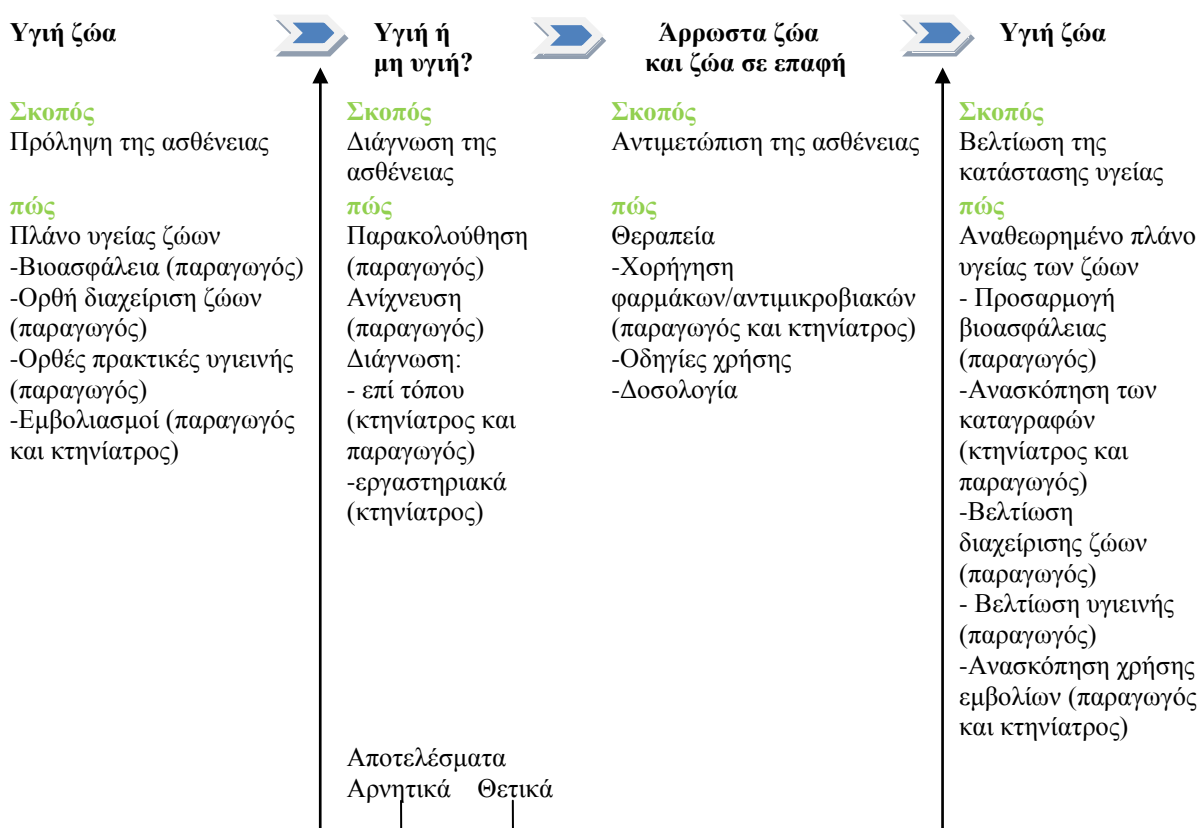 Υγιή ζώα
Υγιή ή
μη υγιή?
Άρρωστα ζώα
και ζώα σε επαφή
Υγιή ζώα
Σκοπός
Πρόληψη της ασθένειας
πώς
Πλάνο υγείας ζώων
-Βιοασφάλεια (παραγωγός)
-Ορθή διαχείριση ζώων
(παραγωγός)
-Ορθές πρακτικές υγιεινής
(παραγωγός)
-Εμβολιασμοί (παραγωγός
και κτηνίατρος)
Σκοπός
Διάγνωση της
ασθένειας
πώς
Παρακολούθηση
(παραγωγός)
Ανίχνευση
(παραγωγός)
Διάγνωση:
- επί τόπου
(κτηνίατρος και
παραγωγός)
-εργαστηριακά
(κτηνίατρος)
Αποτελέσματα
Αρνητικά Θετικά
Σκοπός
Αντιμετώπιση της ασθένειας
πώς
Θεραπεία
-Χορήγηση
φαρμάκων/αντιμικροβιακών
(παραγωγός και κτηνίατρος)
-Οδηγίες χρήσης
-Δοσολογία
Σκοπός
Βελτίωση της
κατάστασης υγείας
πώς
Αναθεωρημένο πλάνο
υγείας των ζώων
- Προσαρμογή
βιοασφάλειας
(παραγωγός)
-Ανασκόπηση των
καταγραφών
(κτηνίατρος και
παραγωγός)
-Βελτίωση
διαχείρισης ζώων
(παραγωγός)
- Βελτίωση υγιεινής
(παραγωγός)
-Ανασκόπηση χρήσης
εμβολίων (παραγωγός
και κτηνίατρος)